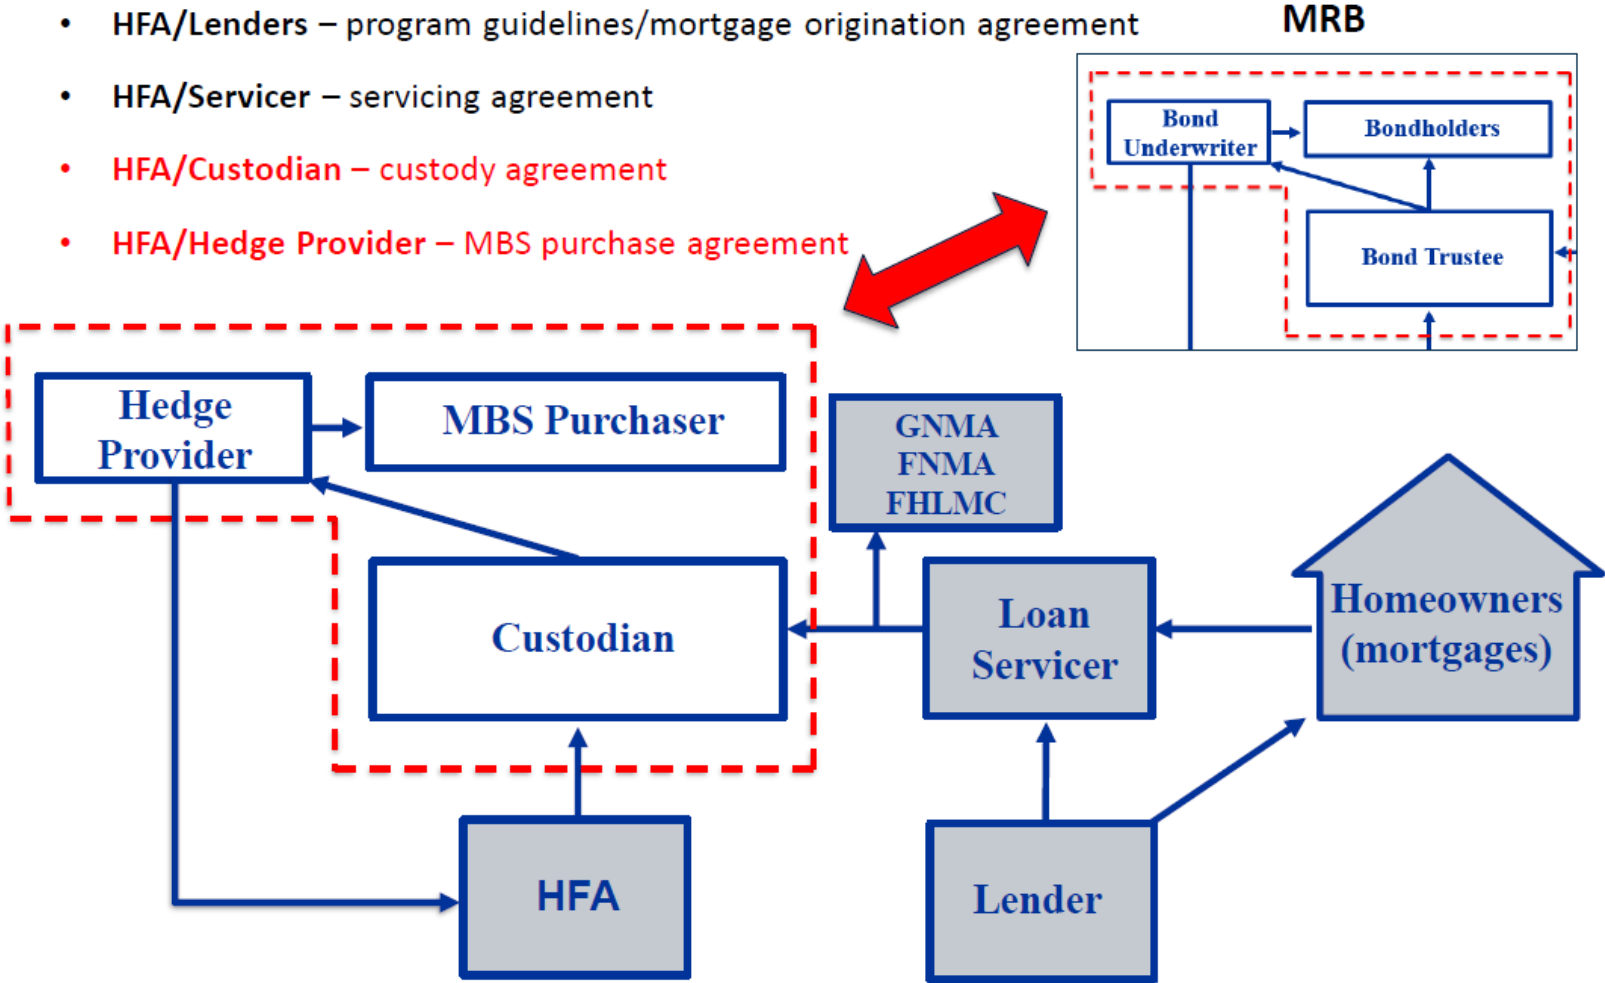 • HFA/Lenders – program guidelines/mortgage origination agreement
• HFA/Servicer – servicing agreement
• HFA/Custodian – custody agreement
• HFA/Hedge Provider – MBS purchase agreement
MRB
Bond
Underwriter
Bondholders
Bond Trustee
Hedge
Provider
MBS Purchaser
GNMA
FNMA
FHLMC
Custodian
Loan
Servicer
Homeowners
(mortgages)
HFA
Lender